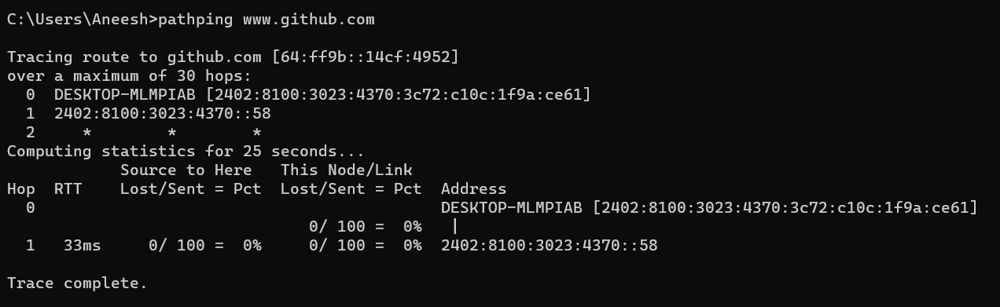 C:\Users\Aneesh>pathping www.github.com
Tracing route to github.com [64:ff9b::14cf:4952]
over a maximum of 30 hops:
  0  DESKTOP-MLMPIAB [2402:8100:3023:4370:3c72:c10c:1f9a:ce61]
  1  2402:8100:3023:4370::58
  2     *        *        *
Computing statistics for 25 seconds...
            Source to Here   This Node/Link
Hop  RTT    Lost/Sent = Pct  Lost/Sent = Pct  Address
  0                                           DESKTOP-MLMPIAB [2402:8100:3023:4370:3c72:c10c:1f9a:ce61]
                                0/ 100 =  0%   |
  1   33ms     0/ 100 =  0%     0/ 100 =  0%  2402:8100:3023:4370::58
Trace complete.